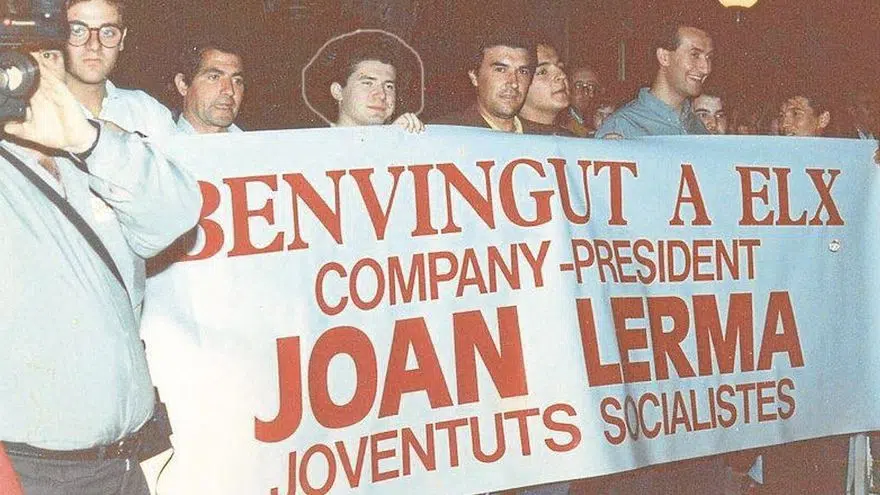 BENVINGUT A ELX
COMPANY-PRESIDENT
JOAN LERMA
JOVENTUTS SOCIALISTES